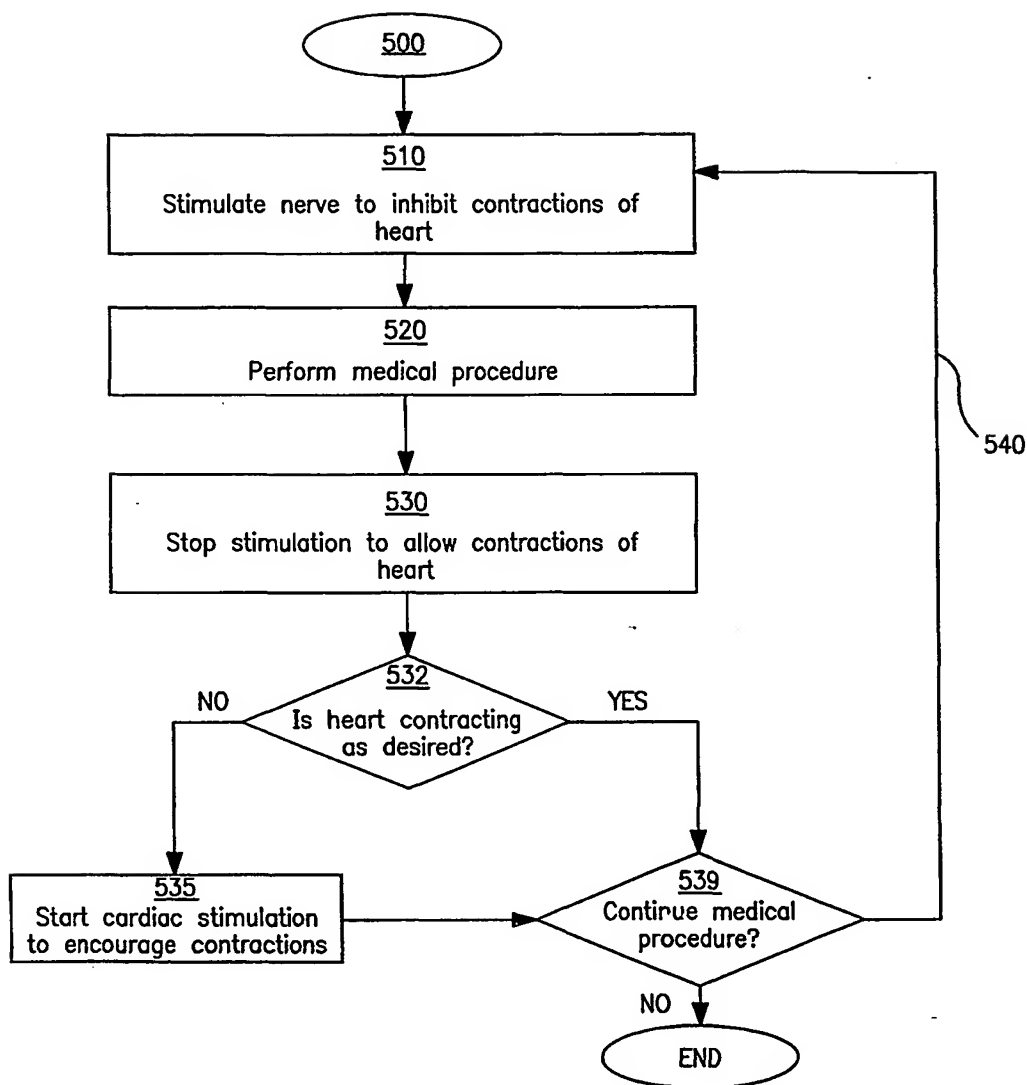 500
510
Stimulate nerve to inhibit contractions of
heart
520
Perform medical procedure
540
530
Stop stimulation to allow contractions of
heart
532
NO
YES
Is heart contracting
as desired?
535
Start cardiac stimulation
to encourage contractions
539
Continue medical
procedure?
NO
END